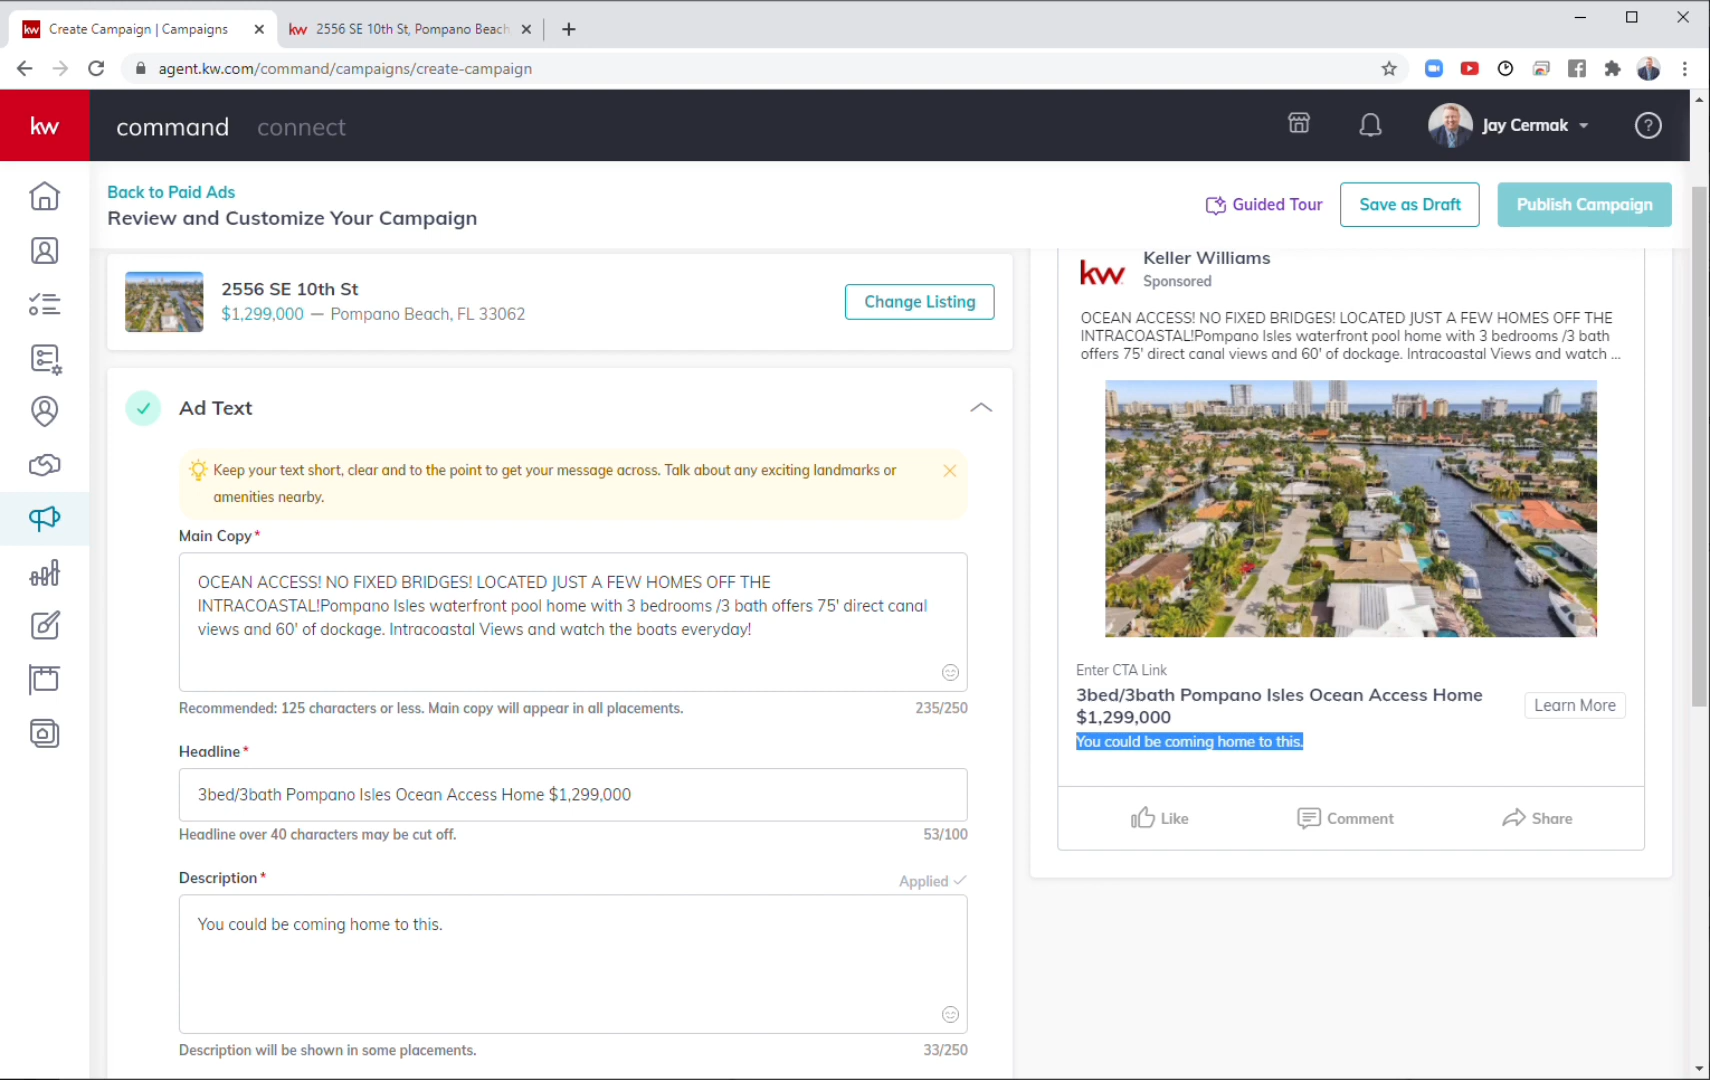 kw Create Campaign | Campaigns
kw 2556 SE 10th St, Pompano Beach,
agent.kw.com/command/campaigns/create-campaign
kw command connect
Jay Cermak
Back to Paid Ads
Review and Customize Your Campaign
Guided Tour
Save as Draft
Publish Campaign
2556 SE 10th St
$1,299,000 — Pompano Beach, FL 33062
Change Listing
Ad Text
Keep your text short, clear and to the point to get your message across. Talk about any exciting landmarks or
amenities nearby.
Main Copy*
OCEAN ACCESS! NO FIXED BRIDGES! LOCATED JUST A FEW HOMES OFF THE
INTRACOASTAL!Pompano Isles waterfront pool home with 3 bedrooms /3 bath offers 75' direct canal
views and 60' of dockage. Intracoastal Views and watch the boats everyday!
Recommended: 125 characters or less. Main copy will appear in all placements.
235/250
Headline*
3bed/3bath Pompano Isles Ocean Access Home $1,299,000
Headline over 40 characters may be cut off.
53/100
Description*
Applied
You could be coming home to this.
Description will be shown in some placements.
33/250
kw
Keller Williams
Sponsored
OCEAN ACCESS! NO FIXED BRIDGES! LOCATED JUST A FEW HOMES OFF THE
INTRACOASTAL!Pompano Isles waterfront pool home with 3 bedrooms /3 bath
offers 75' direct canal views and 60' of dockage. Intracoastal Views and watch ...
Enter CTA Link
3bed/3bath Pompano Isles Ocean Access Home
$1,299,000
You could be coming home to this.
Learn More
Like
Comment
Share